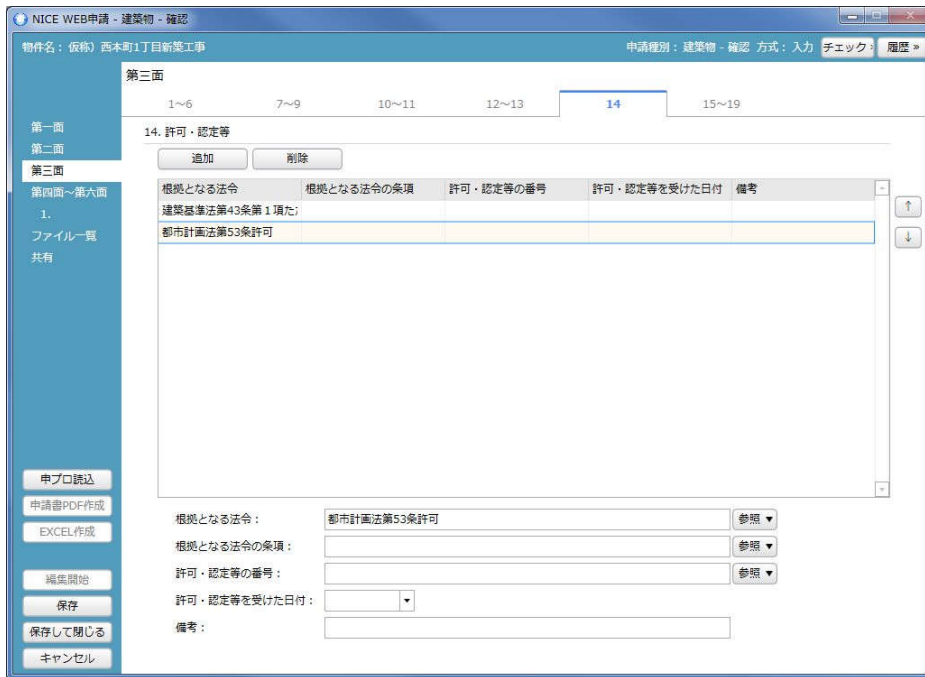 NICE WEB申請 - 建築物 - 確認
物件名： 仮称）西本町1丁目新築工事
申請種別： 建築物 - 確認 方式： 入力
チェック»
履歴 »
第三面
1～6
7～9
10～11
12～13
14
15～19
第一面
第二面
第三面
第四面～第六面
1.
ファイル一覧
共有
14. 許可・認定等
追加
削除
根拠となる法令
根拠となる法令の条項
許可・認定等の番号
許可・認定等を受けた日付
備考
建築基準法第43条第１項た
都市計画法第53条許可
↑
↓
申プロ読込
申請書PDF作成
EXCEL作成
編集開始
保存
保存して閉じる
キャンセル
根拠となる法令：
都市計画法第53条許可
参照 ▼
根拠となる法令の条項：
参照 ▼
許可・認定等の番号：
参照 ▼
許可・認定等を受けた日付：
備考：